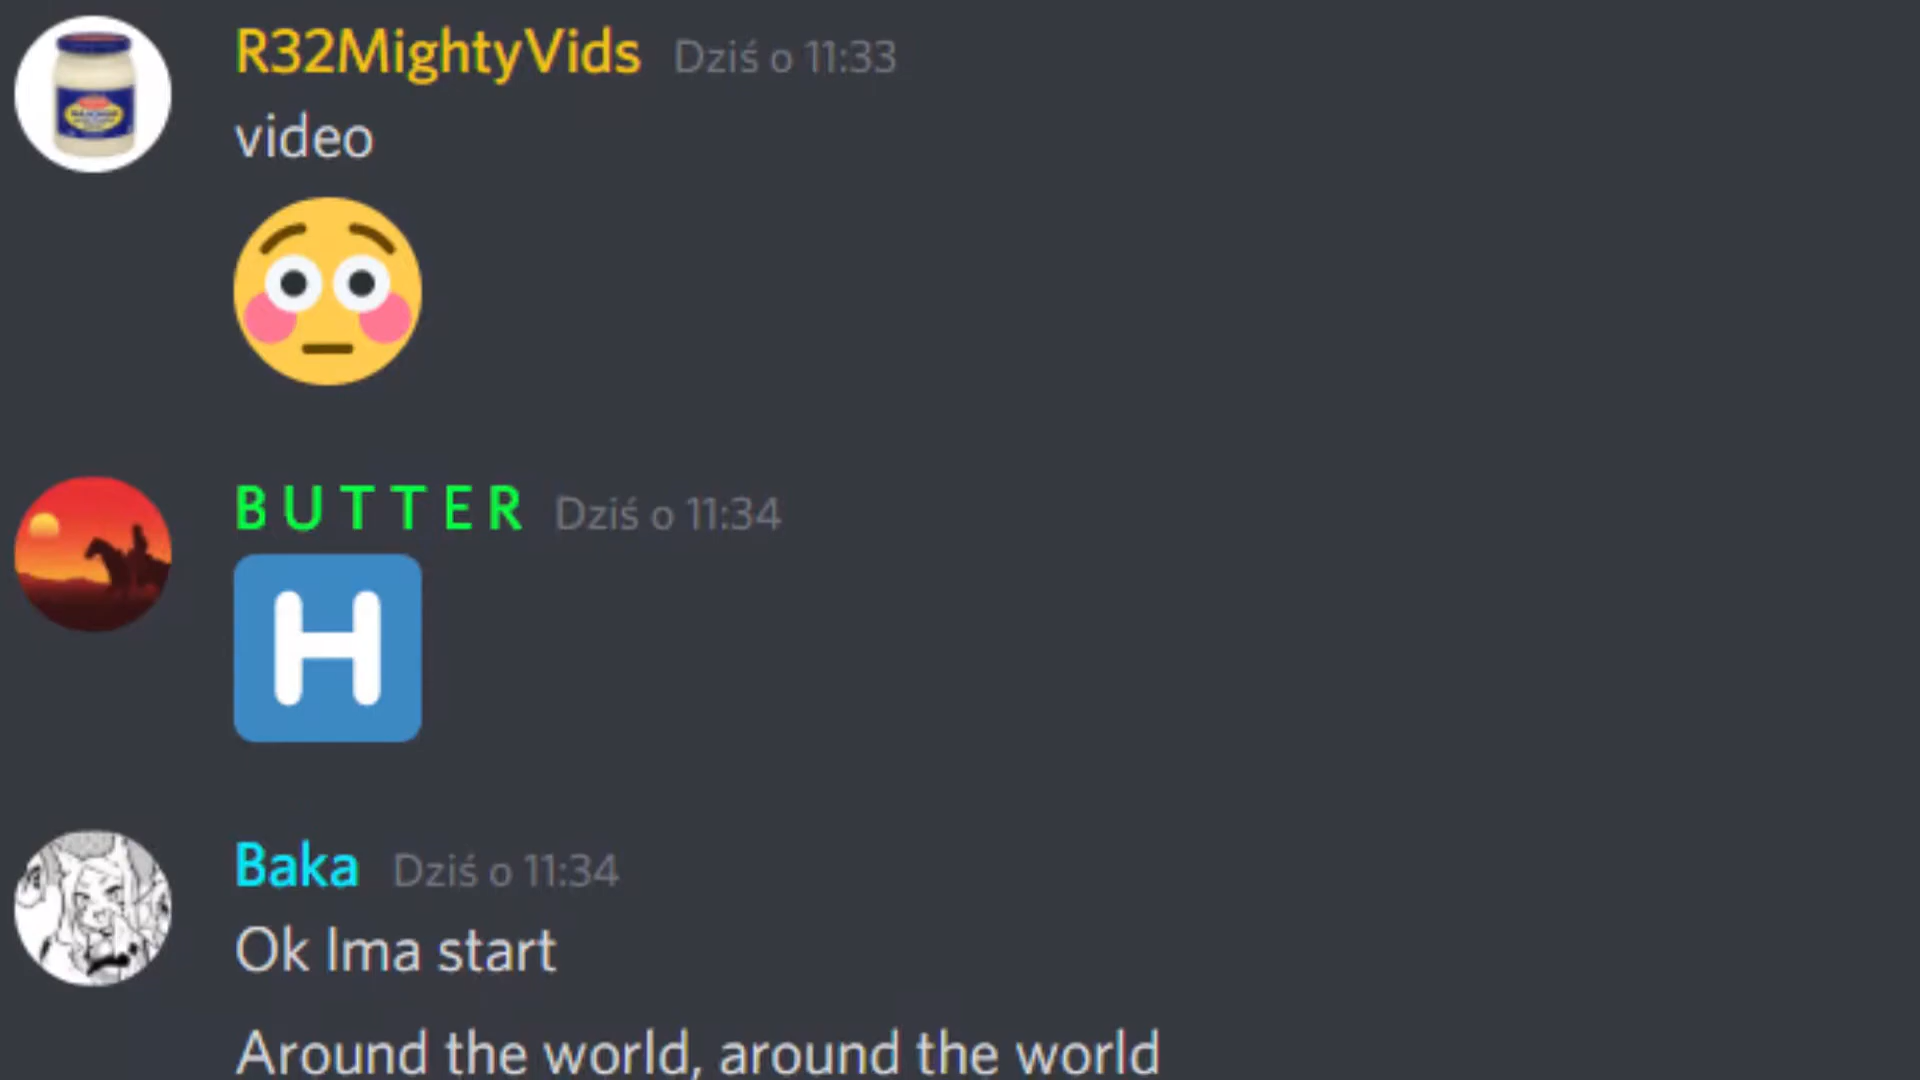 R32MightyVids Dziś o 11:33
video
B U T T E R Dziś o 11:34
H
Baka Dziś o 11:34
Ok Ima start
Around the world, around the world